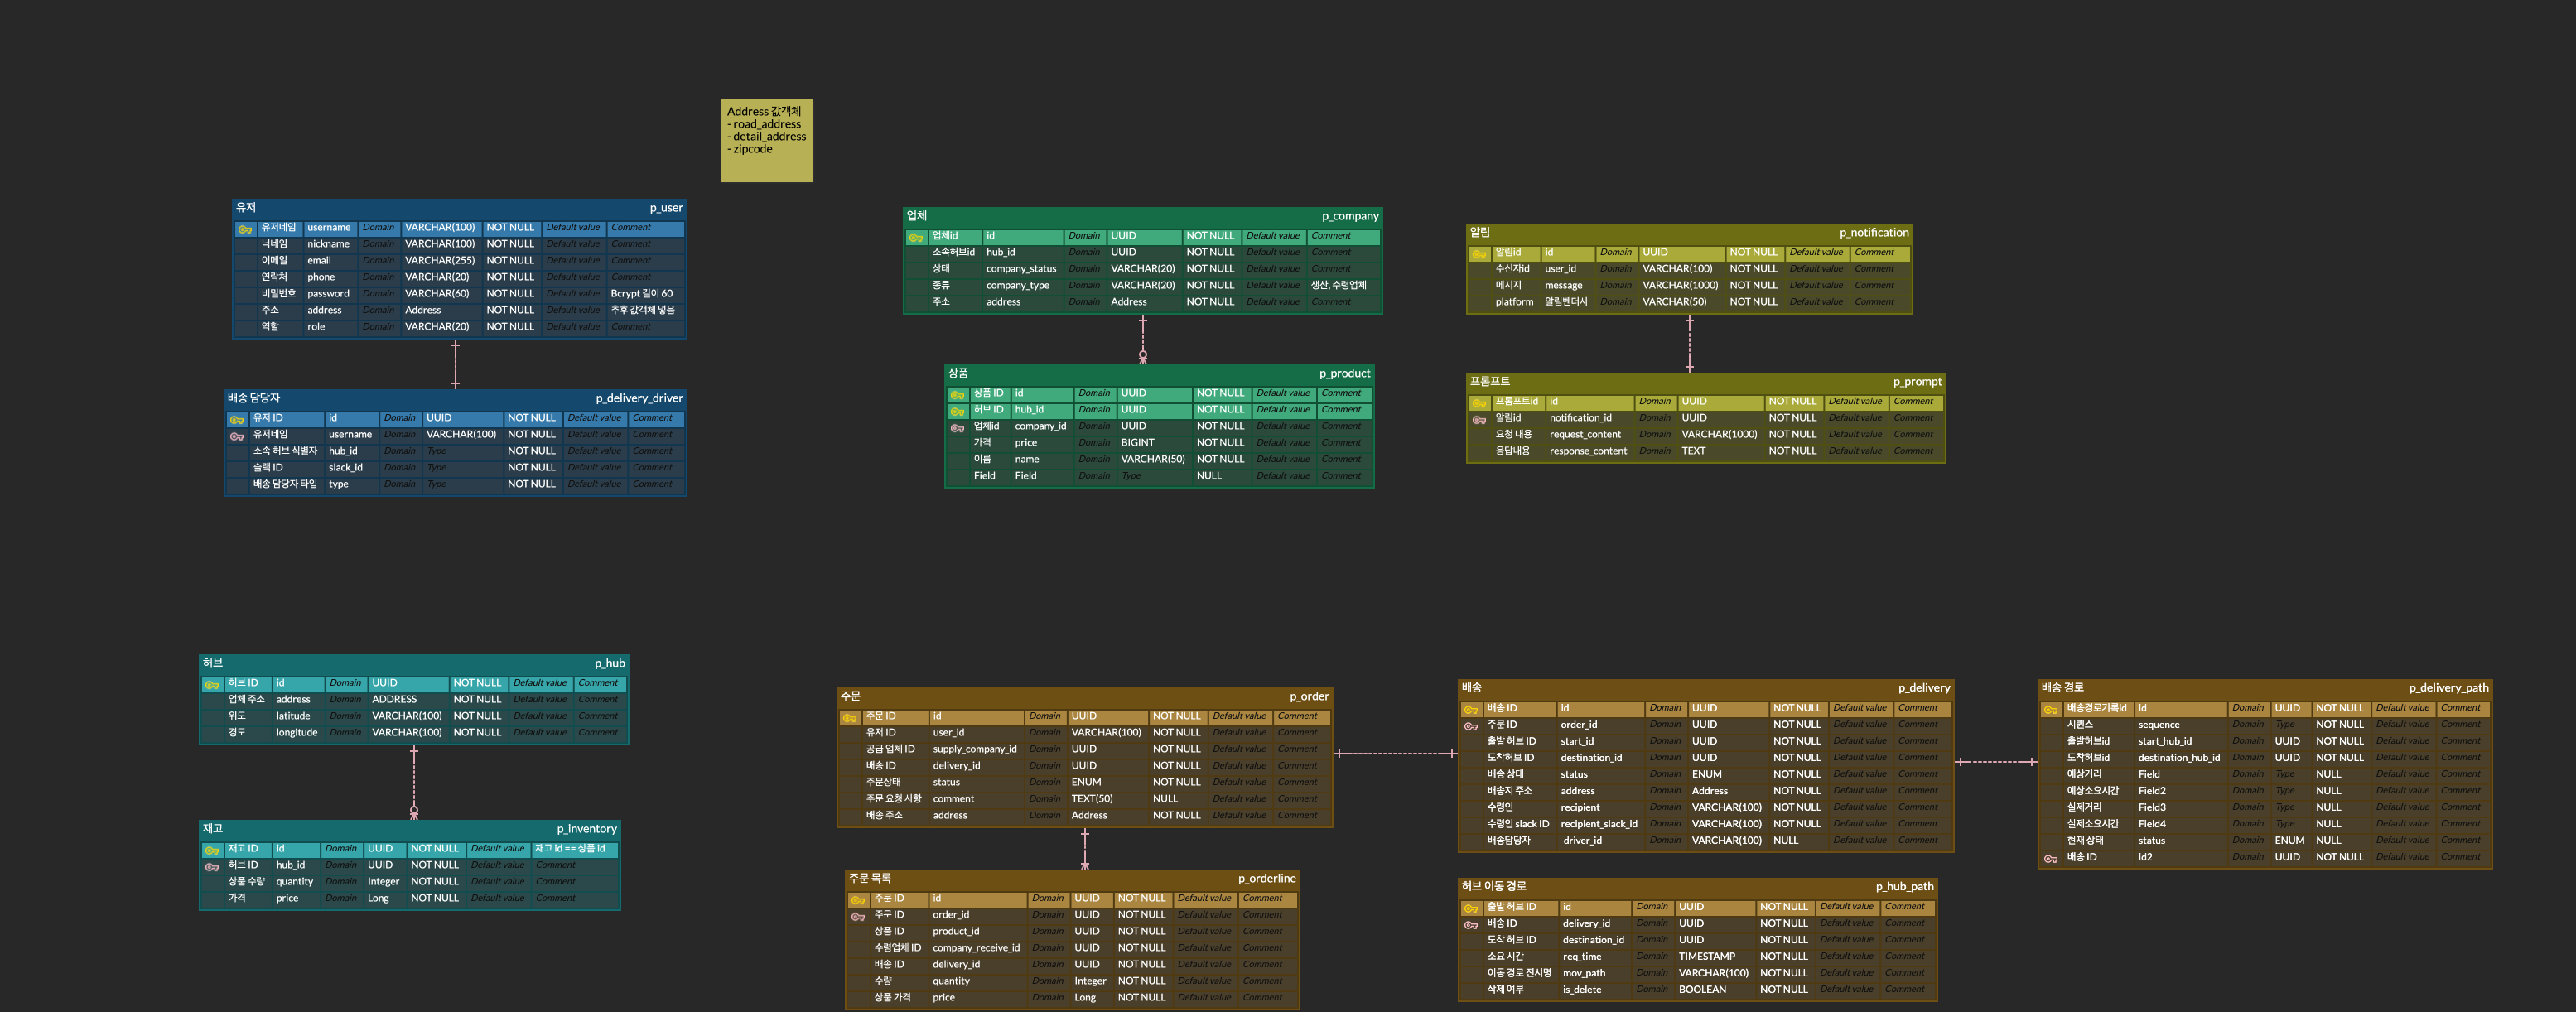 Address 값객체
- road_address
- detail_address
- zipcode
유저 p_user
유저네임 username Domain VARCHAR(100) NOT NULL Default value Comment
닉네임 nickname Domain VARCHAR(100) NOT NULL Default value Comment
이메일 email Domain VARCHAR(255) NOT NULL Default value Comment
연락처 phone Domain VARCHAR(20) NOT NULL Default value Comment
비밀번호 password Domain VARCHAR(60) NOT NULL Default value Bcrypt 길이 60
주소 address Domain Address NOT NULL Default value 추후 값객체 넣음
역할 role Domain VARCHAR(20) NOT NULL Default value Comment
배송 담당자 p_delivery_driver
유저 ID id Domain UUID NOT NULL Default value Comment
유저네임 username Domain VARCHAR(100) NOT NULL Default value Comment
소속 허브 식별자 hub_id Domain Type NOT NULL Default value Comment
슬랙 ID slack_id Domain Type NOT NULL Default value Comment
배송 담당자 타입 type Domain Type NOT NULL Default value Comment
업체 p_company
업체id id Domain UUID NOT NULL Default value Comment
소속허브id hub_id Domain UUID NOT NULL Default value Comment
상태 company_status Domain VARCHAR(20) NOT NULL Default value Comment
종류 company_type Domain VARCHAR(20) NOT NULL Default value 생산, 수령업체
주소 address Domain Address NOT NULL Default value Comment
상품 p_product
상품 ID id Domain UUID NOT NULL Default value Comment
허브 ID hub_id Domain UUID NOT NULL Default value Comment
업체id company_id Domain UUID NOT NULL Default value Comment
가격 price Domain BIGINT NOT NULL Default value Comment
이름 name Domain VARCHAR(50) NOT NULL Default value Comment
Field Field Domain Type NULL Default value Comment
알림 p_notification
알림id id Domain UUID NOT NULL Default value Comment
수신자id user_id Domain VARCHAR(100) NOT NULL Default value Comment
메시지 message Domain VARCHAR(1000) NOT NULL Default value Comment
platform 알림벤더사 Domain VARCHAR(50) NOT NULL Default value Comment
프롬프트 p_prompt
프롬프트id id Domain UUID NOT NULL Default value Comment
알림id notification_id Domain UUID NOT NULL Default value Comment
요청 내용 request_content Domain VARCHAR(1000) NOT NULL Default value Comment
응답내용 response_content Domain TEXT NOT NULL Default value Comment
허브 p_hub
허브 ID id Domain UUID NOT NULL Default value Comment
업체 주소 address Domain ADDRESS NOT NULL Default value Comment
위도 latitude Domain VARCHAR(100) NOT NULL Default value Comment
경도 longitude Domain VARCHAR(100) NOT NULL Default value Comment
재고 p_inventory
재고 ID id Domain UUID NOT NULL Default value 재고 id == 상품 id
허브 ID hub_id Domain UUID NOT NULL Default value Comment
상품 수량 quantity Domain Integer NOT NULL Default value Comment
가격 price Domain Long NOT NULL Default value Comment
주문 p_order
주문 ID id Domain UUID NOT NULL Default value Comment
유저 ID user_id Domain VARCHAR(100) NOT NULL Default value Comment
공급 업체 ID supply_company_id Domain UUID NOT NULL Default value Comment
배송 ID delivery_id Domain UUID NOT NULL Default value Comment
주문상태 status Domain ENUM NOT NULL Default value Comment
주문 요청 사항 comment Domain TEXT(50) NULL Default value Comment
배송 주소 address Domain Address NOT NULL Default value Comment
주문 목록 p_orderline
주문 ID id Domain UUID NOT NULL Default value Comment
주문 ID order_id Domain UUID NOT NULL Default value Comment
상품 ID product_id Domain UUID NOT NULL Default value Comment
수령업체 ID company_receive_id Domain UUID NOT NULL Default value Comment
배송 ID delivery_id Domain UUID NOT NULL Default value Comment
수량 quantity Domain Integer NOT NULL Default value Comment
상품 가격 price Domain Long NOT NULL Default value Comment
배송 p_delivery
배송 ID id Domain UUID NOT NULL Default value Comment
주문 ID order_id Domain UUID NOT NULL Default value Comment
출발 허브 ID start_id Domain UUID NOT NULL Default value Comment
도착허브 ID destination_id Domain UUID NOT NULL Default value Comment
배송 상태 status Domain ENUM NOT NULL Default value Comment
배송지 주소 address Domain Address NOT NULL Default value Comment
수령인 recipient Domain VARCHAR(100) NOT NULL Default value Comment
수령인 slack ID recipient_slack_id Domain VARCHAR(100) NOT NULL Default value Comment
배송담당자 driver_id Domain VARCHAR(100) NULL Default value Comment
허브 이동 경로 p_hub_path
출발 허브 ID id Domain UUID NOT NULL Default value Comment
배송 ID delivery_id Domain UUID NOT NULL Default value Comment
도착 허브 ID destination_id Domain UUID NOT NULL Default value Comment
소요 시간 req_time Domain TIMESTAMP NOT NULL Default value Comment
이동 경로 전시명 mov_path Domain VARCHAR(100) NOT NULL Default value Comment
삭제 여부 is_delete Domain BOOLEAN NOT NULL Default value Comment
배송 경로 p_delivery_path
배송경로기록id id Domain UUID NOT NULL Default value Comment
시퀀스 sequence Domain Type NOT NULL Default value Comment
출발허브id start_hub_id Domain UUID NOT NULL Default value Comment
도착허브id destination_hub_id Domain UUID NOT NULL Default value Comment
예상거리 Field Domain Type NULL Default value Comment
예상소요시간 Field2 Domain Type NULL Default value Comment
실제거리 Field3 Domain Type NULL Default value Comment
실제소요시간 Field4 Domain Type NULL Default value Comment
현재 상태 status Domain ENUM NULL Default value Comment
배송 ID id2 Domain UUID NOT NULL Default value Comment